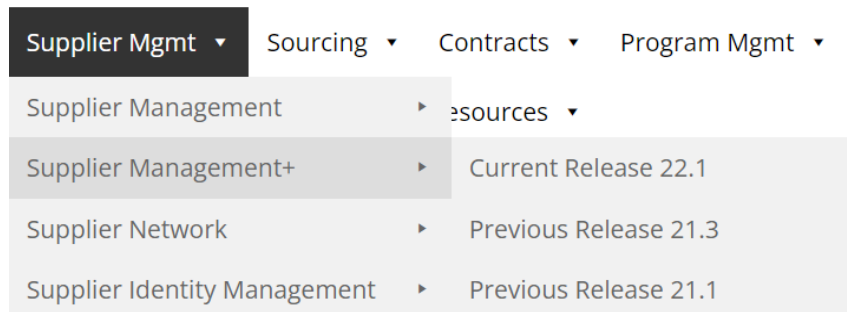 Supplier Mgmt Sourcing Contracts Program Mgmt
Supplier Management
esources
Supplier Management+ Current Release 22.1
Supplier Network Previous Release 21.3
Supplier Identity Management Previous Release 21.1